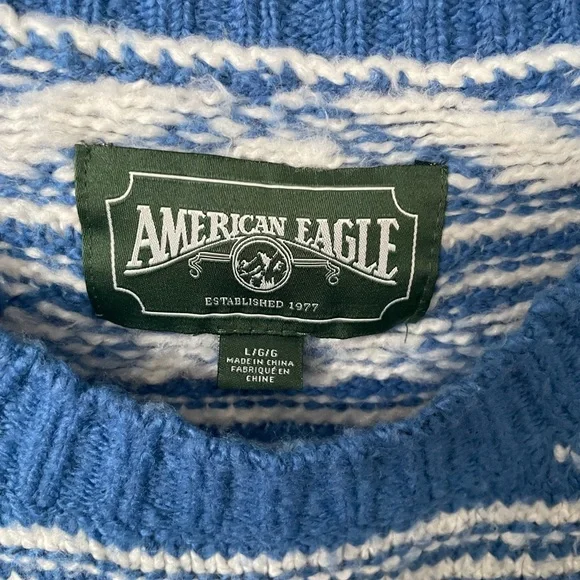 AMERICAN EAGLE
ESTABLISHED 1977
L/G/G
MADE IN CHINA
FABRIQUÉ EN
CHINE